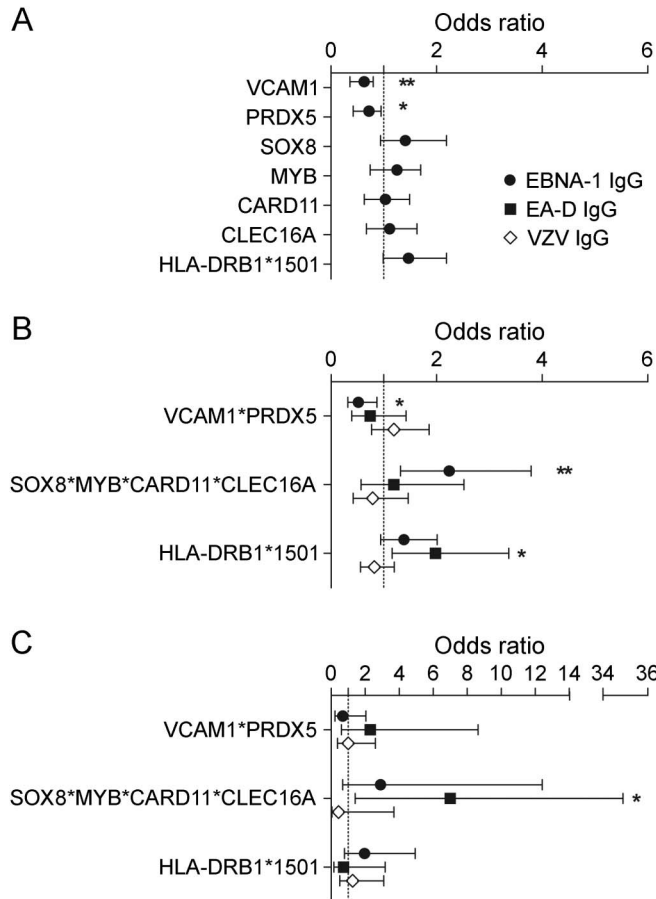 A
Odds ratio
0 2 4 6
VCAM1 **
PRDX5 *
SOX8
MYB
CARD11
CLEC16A
HLA-DRB1*1501
EBNA-1 IgG
EA-D IgG
VZV IgG
B
Odds ratio
0 2 4 6
VCAM1*PRDX5 *
SOX8*MYB*CARD11*CLEC16A **
HLA-DRB1*1501 *
C
Odds ratio
0 2 4 6 8 10 12 14 34 36
VCAM1*PRDX5
SOX8*MYB*CARD11*CLEC16A *
HLA-DRB1*1501